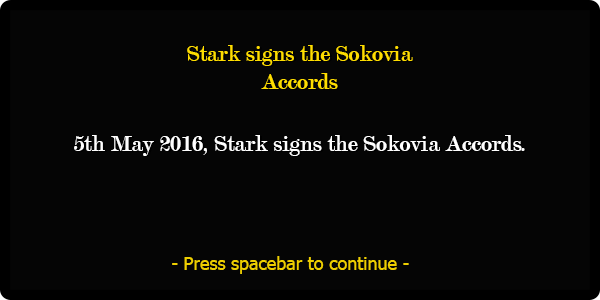 Stark signs the Sokovia
Accords
5th May 2016, Stark signs the Sokovia Accords.
- Press spacebar to continue -